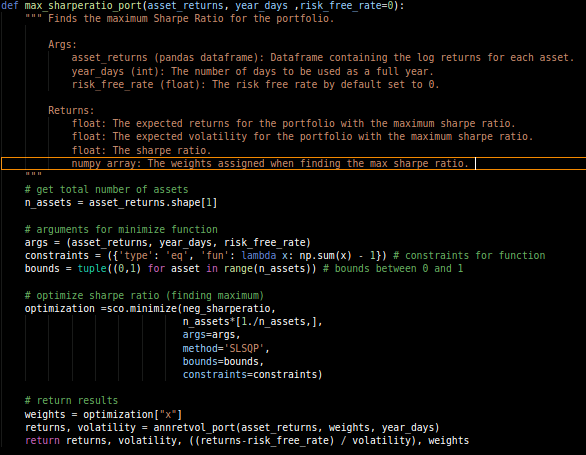 def max_sharperatio_port(asset_returns, year_days ,risk_free_rate=0):
    """ Finds the maximum Sharpe Ratio for the portfolio.

        Args:
            asset_returns (pandas dataframe): Dataframe containing the log returns for each asset.
            year_days (int): The number of days to be used as a full year.
            risk_free_rate (float): The risk free rate by default set to 0.

        Returns:
            float: The expected returns for the portfolio with the maximum sharpe ratio.
            float: The expected volatility for the portfolio with the maximum sharpe ratio.
            float: The sharpe ratio.
            numpy array: The weights assigned when finding the max sharpe ratio.
    """
    # get total number of assets
    n_assets = asset_returns.shape[1]

    # arguments for minimize function
    args = (asset_returns, year_days, risk_free_rate)
    constraints = ({'type': 'eq', 'fun': lambda x: np.sum(x) - 1}) # constraints for function
    bounds = tuple((0,1) for asset in range(n_assets)) # bounds between 0 and 1

    # optimize sharpe ratio (finding maximum)
    optimization =sco.minimize(neg_sharperatio,
                               n_assets*[1./n_assets,],
                               args=args,
                               method='SLSQP',
                               bounds=bounds,
                               constraints=constraints)

    # return results
    weights = optimization["x"]
    returns, volatility = annretvol_port(asset_returns, weights, year_days)
    return returns, volatility, ((returns-risk_free_rate) / volatility), weights